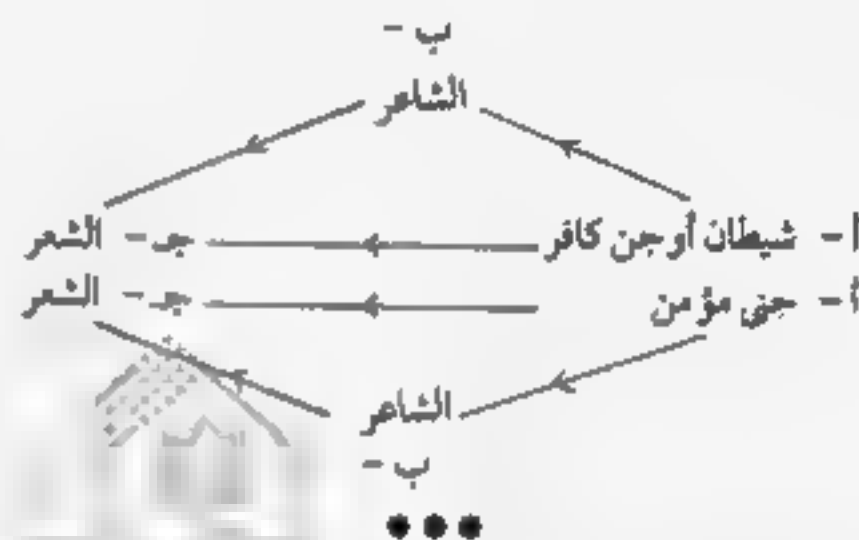 ب -
الشاعر
أ - شيطان أو جن كافر جـ - الشعر
أ - جنى مؤمن جـ - الشعر
الشاعر
ب -